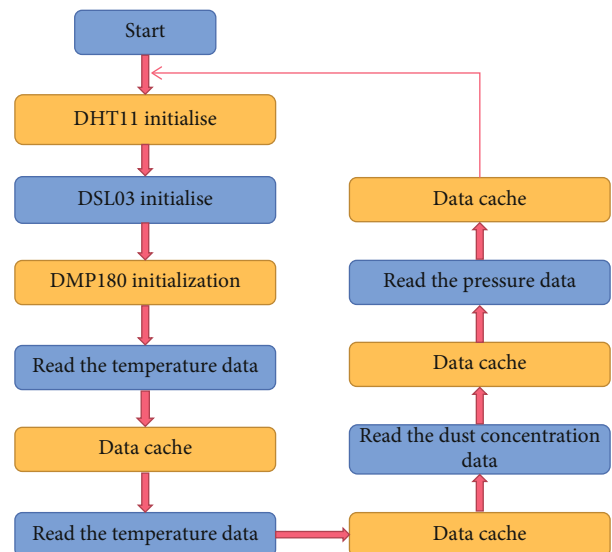 Start
DHT11 initialise
DSL03 initialise
DMP180 initialization
Read the temperature data
Data cache
Read the temperature data
Data cache
Read the dust concentration
data
Data cache
Read the pressure data
Data cache